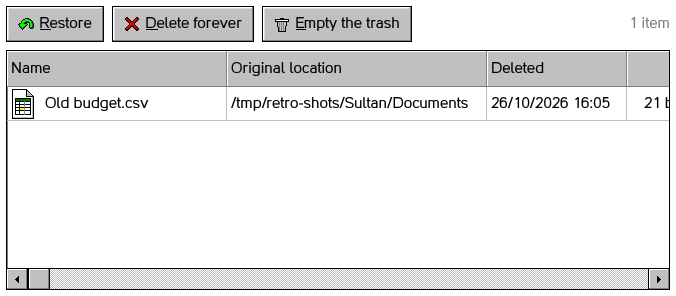 Restore Delete forever Empty the trash 1 item
Name Original location Deleted
Old budget.csv /tmp/retro-shots/Sultan/Documents 26/10/2026 16:05 21